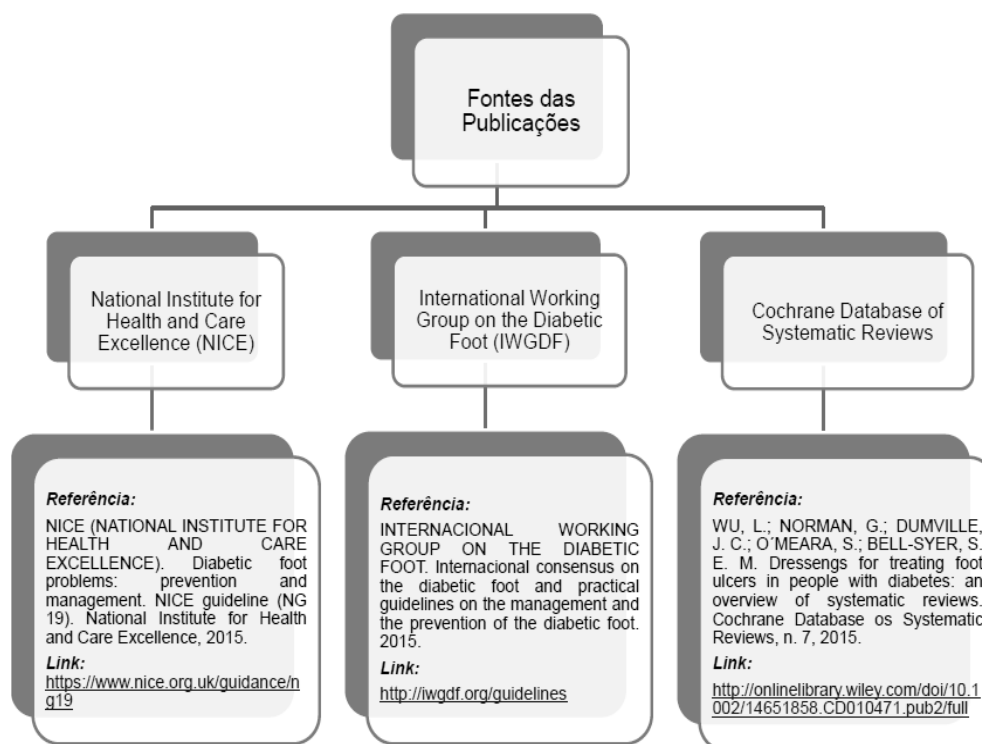 Fontes das
Publicações
National Institute for
Health and Care
Excellence (NICE)
International Working
Group on the Diabetic
Foot (IWGDF)
Cochrane Database of
Systematic Reviews
Referência:
NICE (NATIONAL INSTITUTE FOR
HEALTH AND CARE
EXCELLENCE). Diabetic foot
problems: prevention and
management. NICE guideline (NG
19). National Institute for Health
and Care Excellence, 2015.
Link:
https://www.nice.org.uk/guidance/n
g19
Referência:
INTERNACIONAL WORKING
GROUP ON THE DIABETIC
FOOT. Internacional consensus on
the diabetic foot and practical
guidelines on the management and
the prevention of the diabetic foot.
2015.
Link:
http://iwgdf.org/guidelines
Referência:
WU, L.; NORMAN, G.; DUMVILLE,
J. C.; O´MEARA, S.; BELL-SYER, S.
E. M. Dressengs for treating foot
ulcers in people with diabetes: an
overview of systematic reviews.
Cochrane Database os Systematic
Reviews, n. 7, 2015.
Link:
http://onlinelibrary.wiley.com/doi/10.1
002/14651858.CD010471.pub2/full